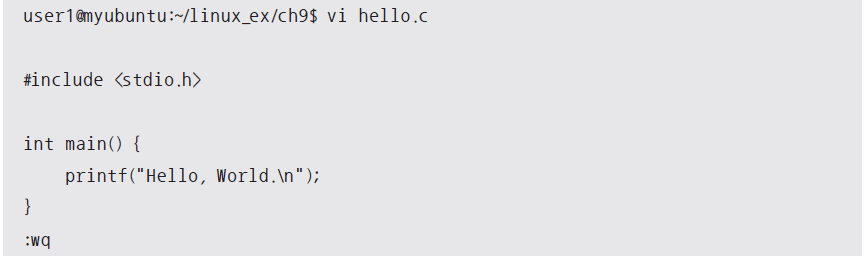 user1@myubuntu:~/linux_ex/ch9$ vi hello.c
#include <stdio.h>
int main() {
    printf("Hello, World.\n");
}
:wq